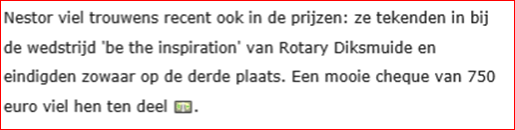 Nestor viel trouwens recent ook in de prijzen: ze tekenden in bij
de wedstrijd 'be the inspiration' van Rotary Diksmuide en
eindigden zowaar op de derde plaats. Een mooie cheque van 750
euro viel hen ten deel .